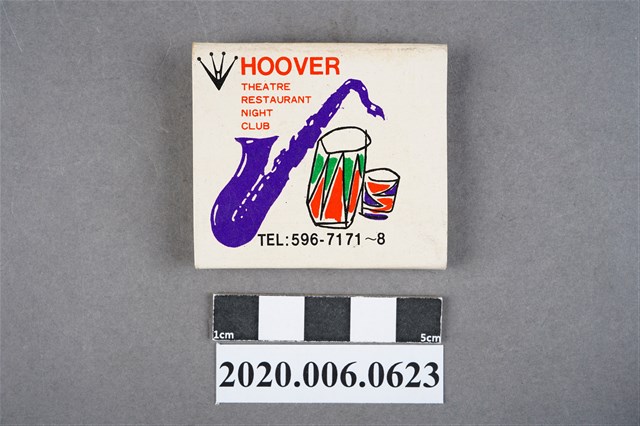 HOOVER
THEATRE
RESTAURANT
NIGHT
CLUB
TEL:596-7171~8
1cm 5cm
2020.006.0623